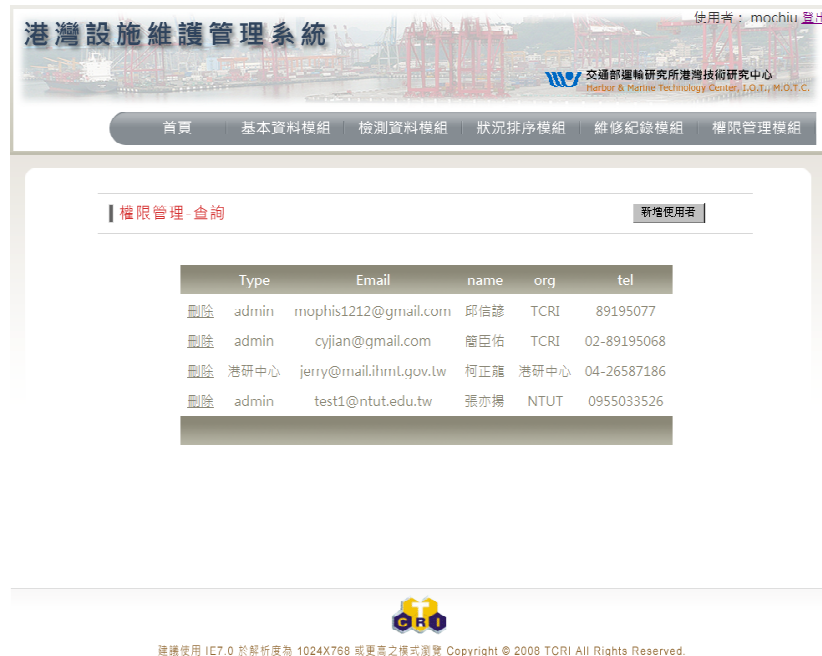 使用者： mochiu 登出
港灣設施維護管理系統
交通部運輸研究所港灣技術研究中心
Harbor & Marine Technology Center, I.O.T., M.O.T.C.
首頁 基本資料模組 檢測資料模組 狀況排序模組 維修紀錄模組 權限管理模組
權限管理-查詢 新增使用者
Type Email name org tel
刪除 admin mophis1212@gmail.com 邱信諺 TCRI 89195077
刪除 admin cyjian@gmail.com 簡臣佑 TCRI 02-89195068
刪除 港研中心 jerry@mail.ihmt.gov.tw 柯正龍 港研中心 04-26587186
刪除 admin test1@ntut.edu.tw 張亦揚 NTUT 0955033526
TCRI
建議使用 IE7.0 於解析度為 1024X768 或更高之模式瀏覽 Copyright © 2008 TCRI All Rights Reserved.